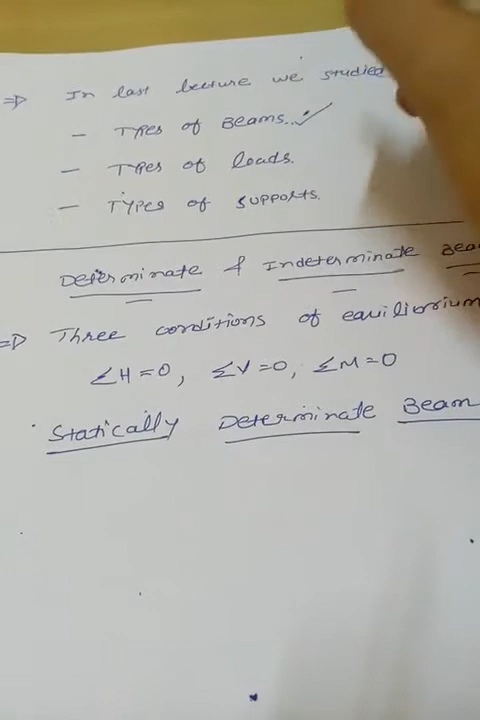 ⇒ In last lecture we studied
- Types of Beams.. ✓
- Types of loads.
- Types of supports.
Determinate & Indeterminate Bea
⇒ Three conditions of equilibrium
ΣH=0, ΣV=0, ΣM=0
Statically Determinate Beam